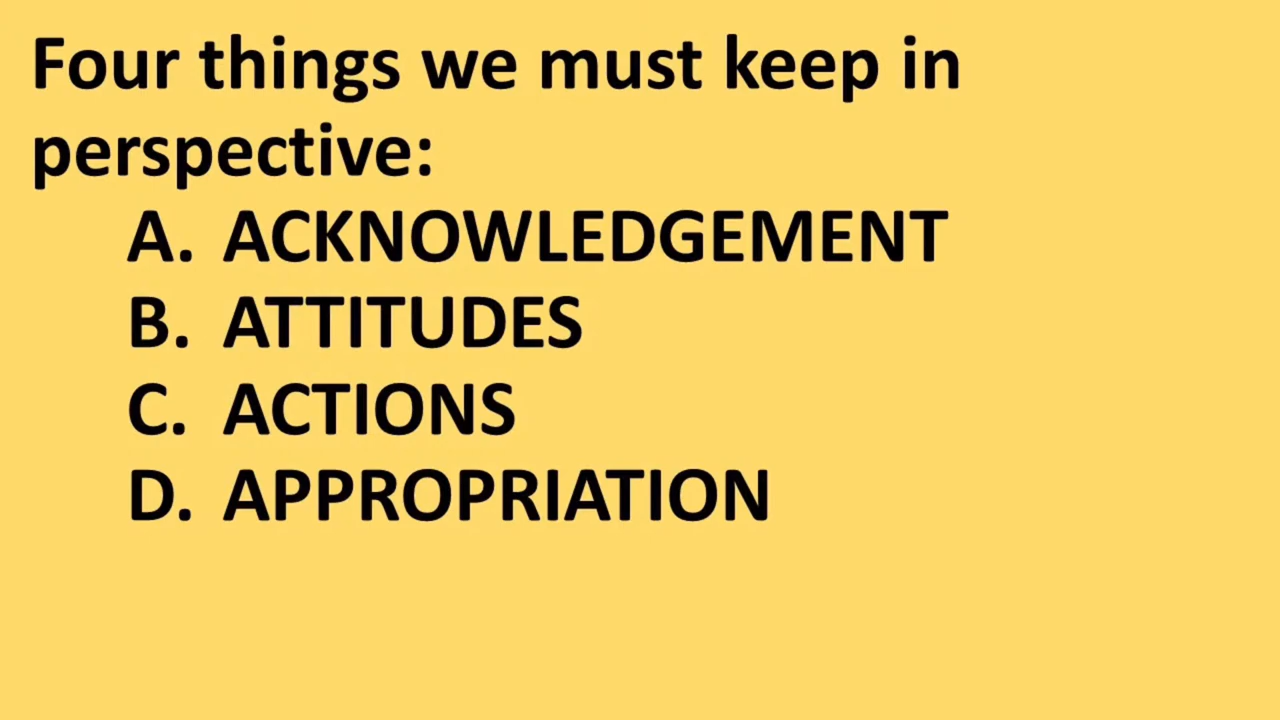 Four things we must keep in
perspective:
A. ACKNOWLEDGEMENT
B. ATTITUDES
C. ACTIONS
D. APPROPRIATION